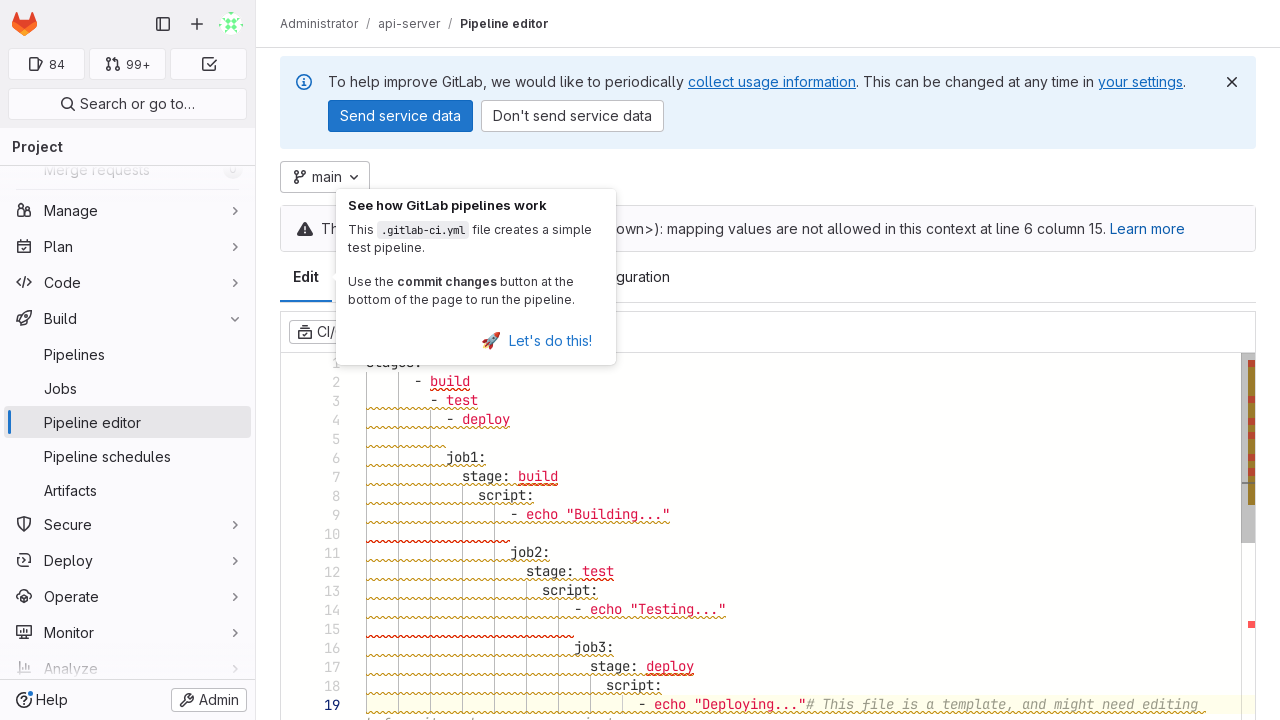 Administrator / api-server / Pipeline editor
84
99+
Search or go to…
Project
Merge requests
Manage
Plan
Code
Build
Pipelines
Jobs
Pipeline editor
Pipeline schedules
Artifacts
Secure
Deploy
Operate
Monitor
Analyze
Help
Admin
To help improve GitLab, we would like to periodically collect usage information. This can be changed at any time in your settings.
Send service data
Don't send service data
main
See how GitLab pipelines work
This .gitlab-ci.yml file creates a simple
test pipeline.
Use the commit changes button at the
bottom of the page to run the pipeline.
🚀 Let's do this!
own>): mapping values are not allowed in this context at line 6 column 15. Learn more
Edit
guration
CI/
1 stages:
2 - build
3 - test
4 - deploy
5
6 job1:
7 stage: build
8 script:
9 - echo "Building..."
10
11 job2:
12 stage: test
13 script:
14 - echo "Testing..."
15
16 job3:
17 stage: deploy
18 script:
19 - echo "Deploying..."# This file is a template, and might need editing